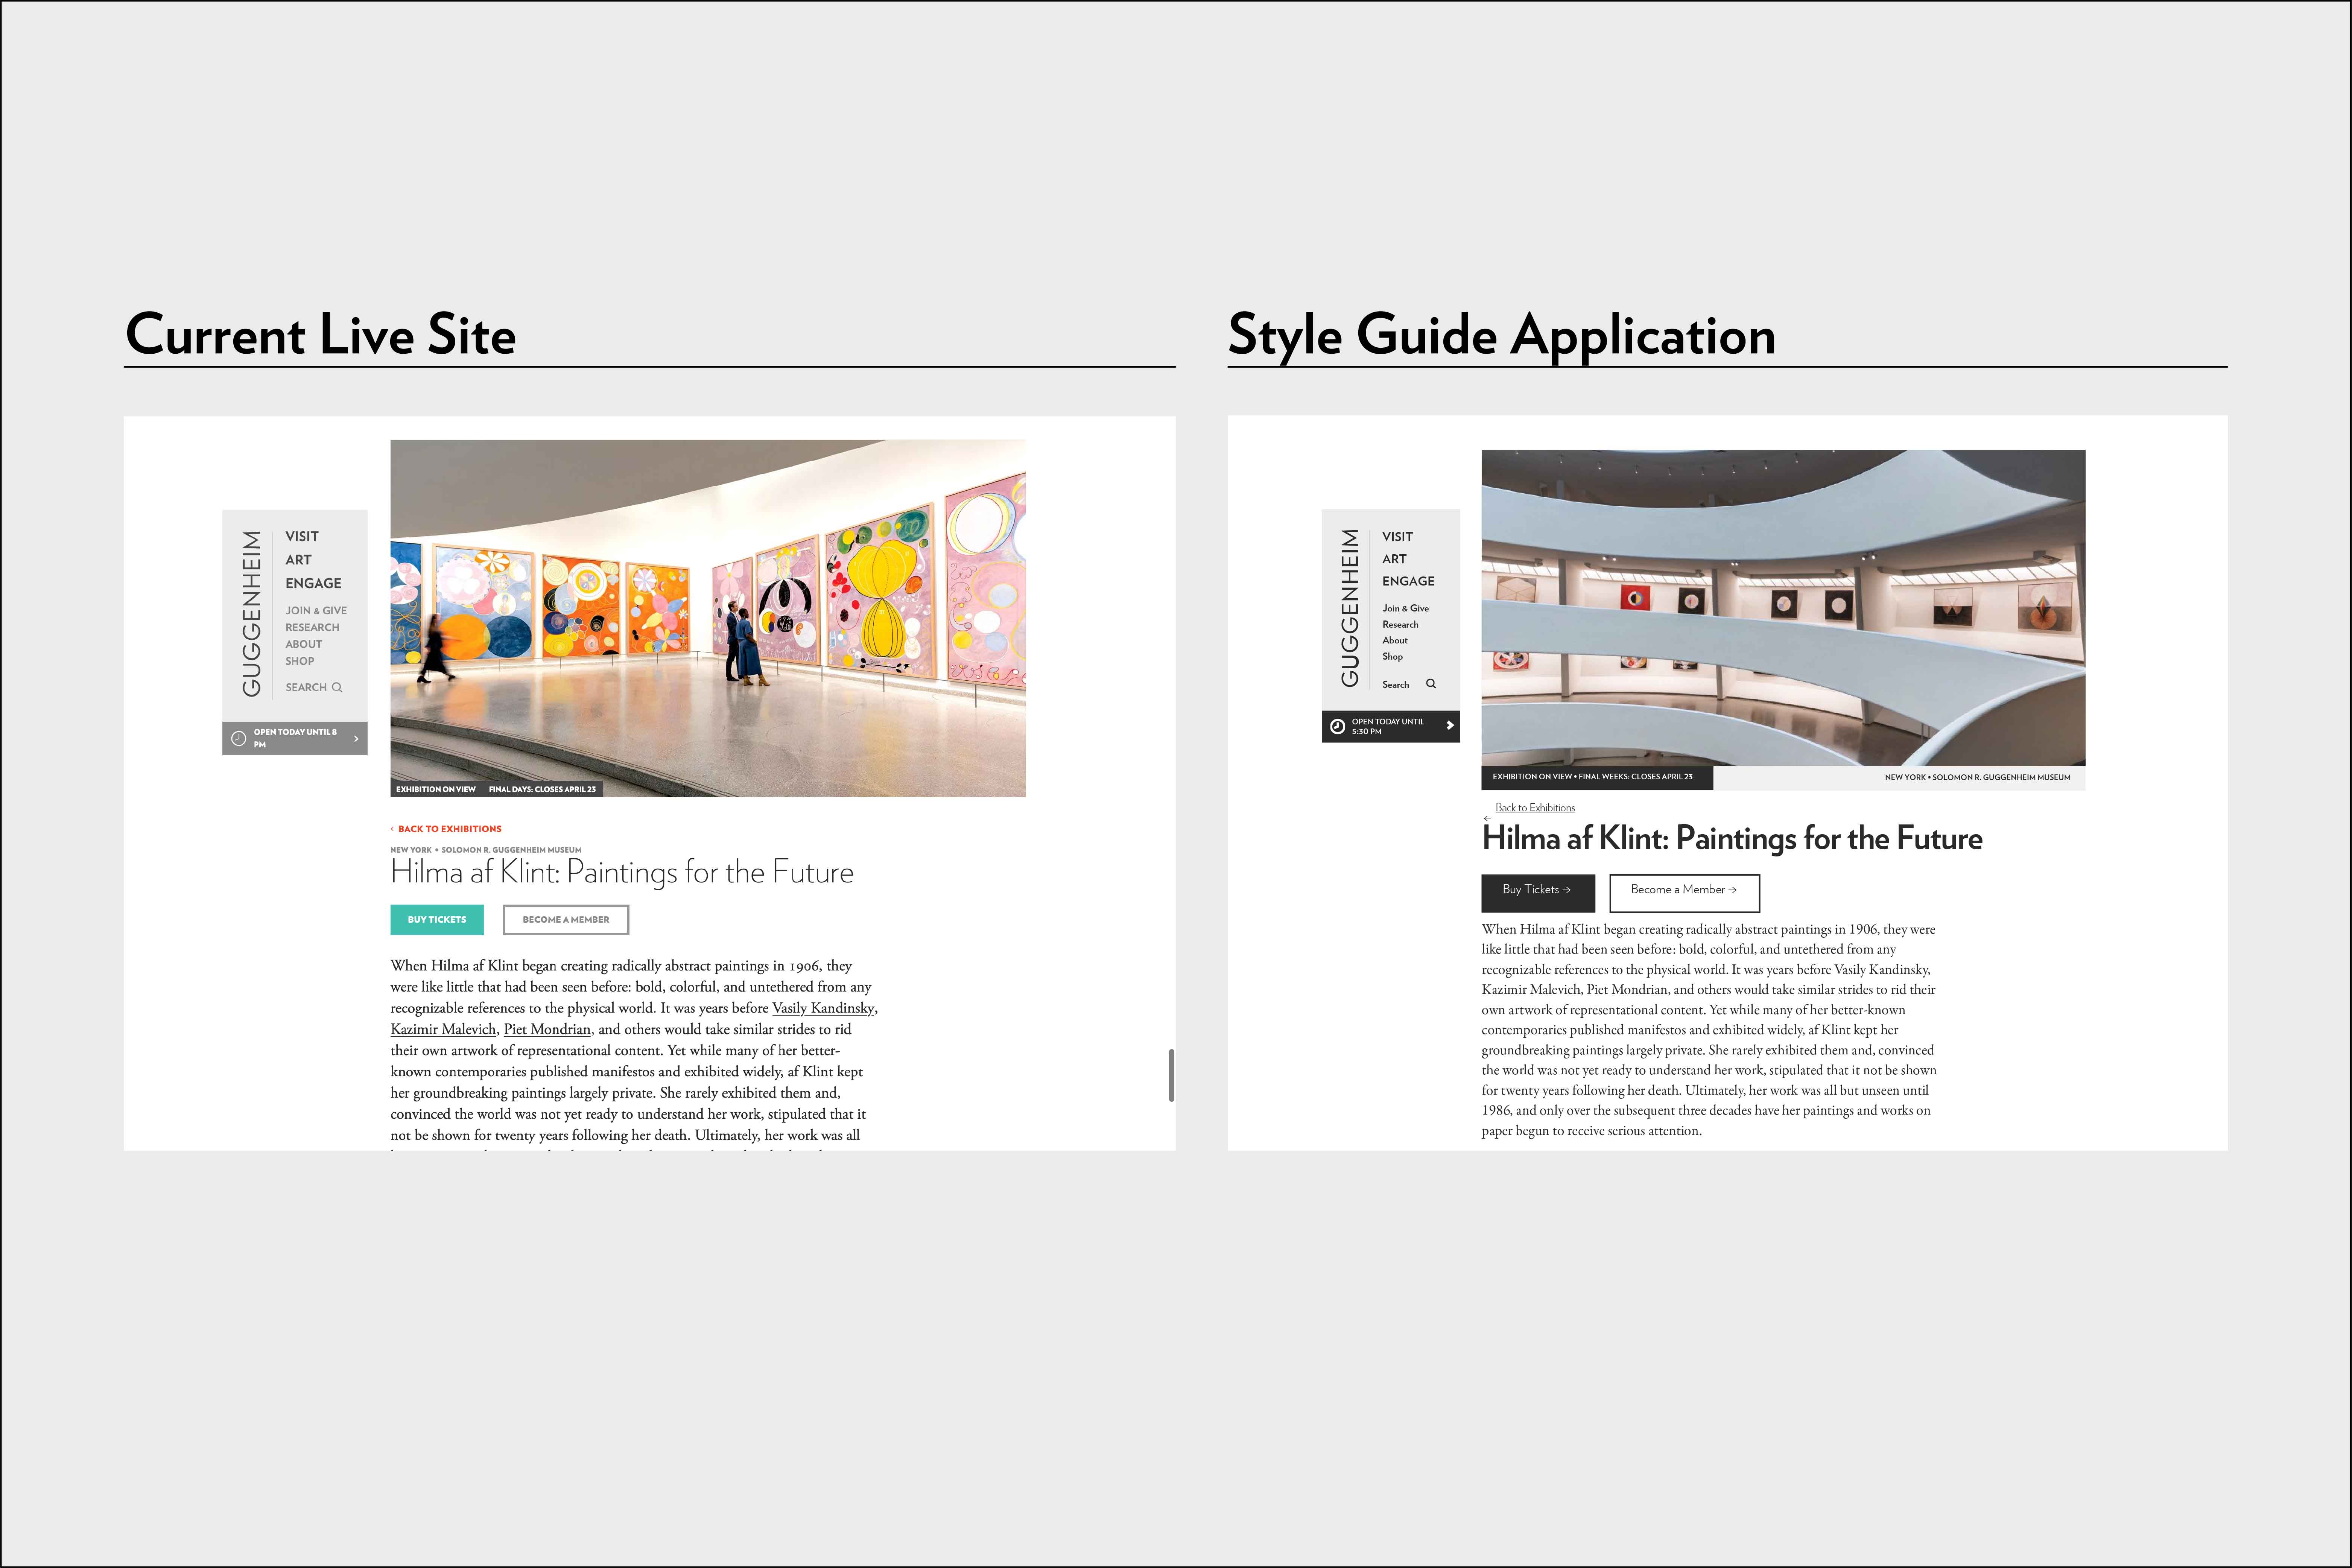 Current Live Site
GUGGENHEIM
VISIT
ART
ENGAGE
JOIN & GIVE
RESEARCH
ABOUT
SHOP
SEARCH
OPEN TODAY UNTIL 8
PM
EXHIBITION ON VIEW FINAL DAYS: CLOSES APRIL 23
‹ BACK TO EXHIBITIONS
NEW YORK • SOLOMON R. GUGGENHEIM MUSEUM
Hilma af Klint: Paintings for the Future
BUY TICKETS
BECOME A MEMBER
When Hilma af Klint began creating radically abstract paintings in 1906, they
were like little that had been seen before: bold, colorful, and untethered from any
recognizable references to the physical world. It was years before Vasily Kandinsky,
Kazimir Malevich, Piet Mondrian, and others would take similar strides to rid
their own artwork of representational content. Yet while many of her better-
known contemporaries published manifestos and exhibited widely, af Klint kept
her groundbreaking paintings largely private. She rarely exhibited them and,
convinced the world was not yet ready to understand her work, stipulated that it
not be shown for twenty years following her death. Ultimately, her work was all
Style Guide Application
GUGGENHEIM
VISIT
ART
ENGAGE
Join & Give
Research
About
Shop
Search
OPEN TODAY UNTIL
5:30 PM
EXHIBITION ON VIEW • FINAL WEEKS: CLOSES APRIL 23
NEW YORK • SOLOMON R. GUGGENHEIM MUSEUM
← Back to Exhibitions
Hilma af Klint: Paintings for the Future
Buy Tickets →
Become a Member →
When Hilma af Klint began creating radically abstract paintings in 1906, they were
like little that had been seen before: bold, colorful, and untethered from any
recognizable references to the physical world. It was years before Vasily Kandinsky,
Kazimir Malevich, Piet Mondrian, and others would take similar strides to rid their
own artwork of representational content. Yet while many of her better-known
contemporaries published manifestos and exhibited widely, af Klint kept her
groundbreaking paintings largely private. She rarely exhibited them and, convinced
the world was not yet ready to understand her work, stipulated that it not be shown
for twenty years following her death. Ultimately, her work was all but unseen until
1986, and only over the subsequent three decades have her paintings and works on
paper begun to receive serious attention.